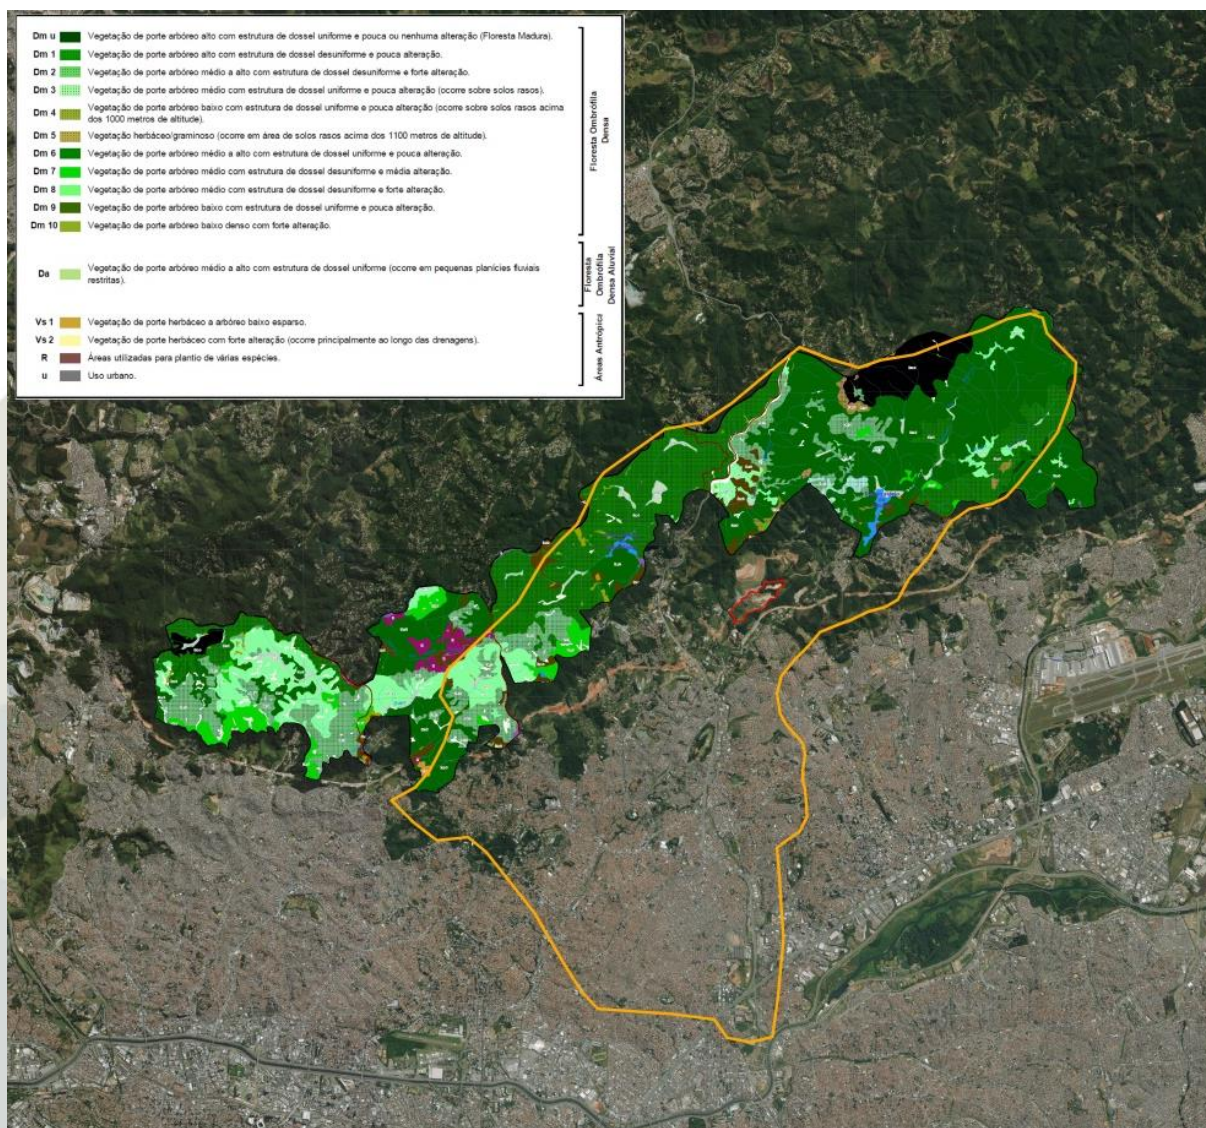 Dm u Vegetação de porte arbóreo alto com estrutura de dossel uniforme e pouca ou nenhuma alteração (Floresta Madura).
Dm 1 Vegetação de porte arbóreo alto com estrutura de dossel desuniforme e pouca alteração.
Dm 2 Vegetação de porte arbóreo médio a alto com estrutura de dossel desuniforme e forte alteração.
Dm 3 Vegetação de porte arbóreo médio com estrutura de dossel uniforme e pouca alteração (ocorre sobre solos rasos).
Dm 4 Vegetação de porte arbóreo baixo com estrutura de dossel uniforme e pouca alteração (ocorre sobre solos rasos acima
dos 1000 metros de altitude).
Dm 5 Vegetação herbáceo/graminoso (ocorre em área de solos rasos acima dos 1100 metros de altitude).
Dm 6 Vegetação de porte arbóreo médio a alto com estrutura de dossel uniforme e pouca alteração.
Dm 7 Vegetação de porte arbóreo médio com estrutura de dossel desuniforme e média alteração.
Dm 8 Vegetação de porte arbóreo médio com estrutura de dossel desuniforme e forte alteração.
Dm 9 Vegetação de porte arbóreo baixo com estrutura de dossel uniforme e pouca alteração.
Dm 10 Vegetação de porte arbóreo baixo denso com forte alteração.
Floresta Ombrófila
Densa
Da Vegetação de porte arbóreo médio a alto com estrutura de dossel uniforme (ocorre em pequenas planícies fluviais
restritas).
Floresta
Ombrófila
Densa Aluvial
Vs 1 Vegetação de porte herbáceo a arbóreo baixo esparso.
Vs 2 Vegetação de porte herbáceo com forte alteração (ocorre principalmente ao longo das drenagens).
R Áreas utilizadas para plantio de várias espécies.
u Uso urbano.
Áreas Antrópica